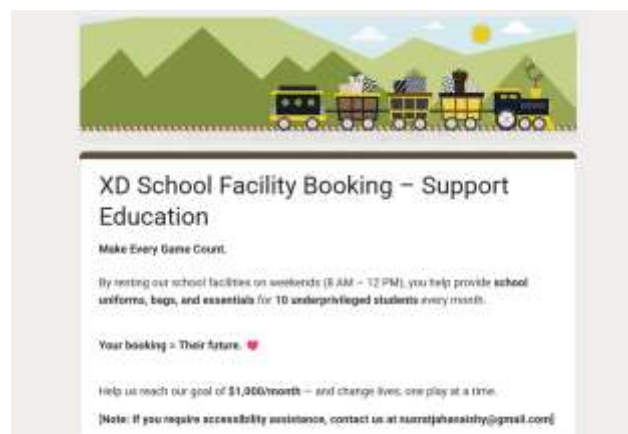 XD School Facility Booking – Support
Education
Make Every Game Count.
By renting our school facilities on weekends (8 AM – 12 PM), you help provide school
uniforms, bags, and essentials for 10 underprivileged students every month.
Your booking = Their future. ❤️
Help us reach our goal of $1,000/month — and change lives, one play at a time.
[Note: If you require accessibility assistance, contact us at